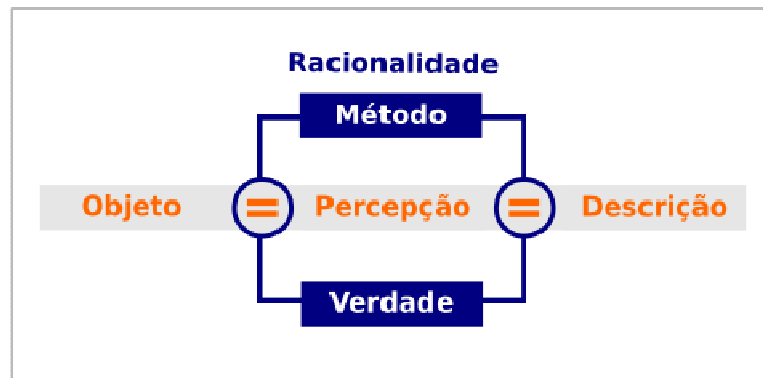 Racionalidade
Método
Objeto = Percepção = Descrição
Verdade